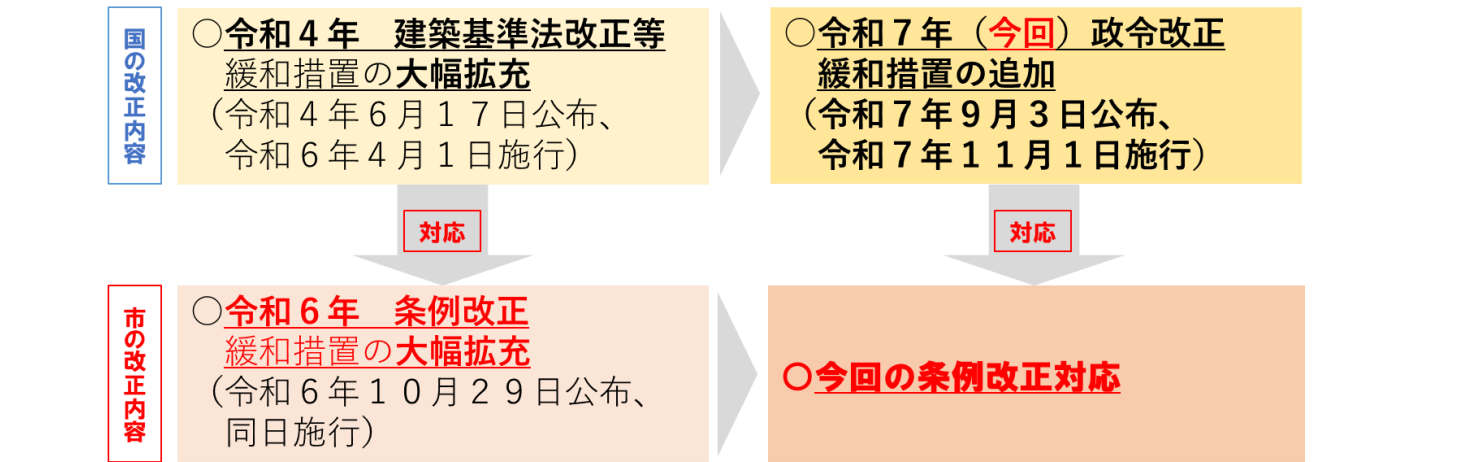 国の改正内容
○令和４年　建築基準法改正等
緩和措置の大幅拡充
（令和４年６月１７日公布、
令和６年４月１日施行）
○令和７年（今回）政令改正
緩和措置の追加
（令和７年９月３日公布、
令和７年１１月１日施行）
対応
対応
市の改正内容
○令和６年　条例改正
緩和措置の大幅拡充
（令和６年１０月２９日公布、
同日施行）
○今回の条例改正対応